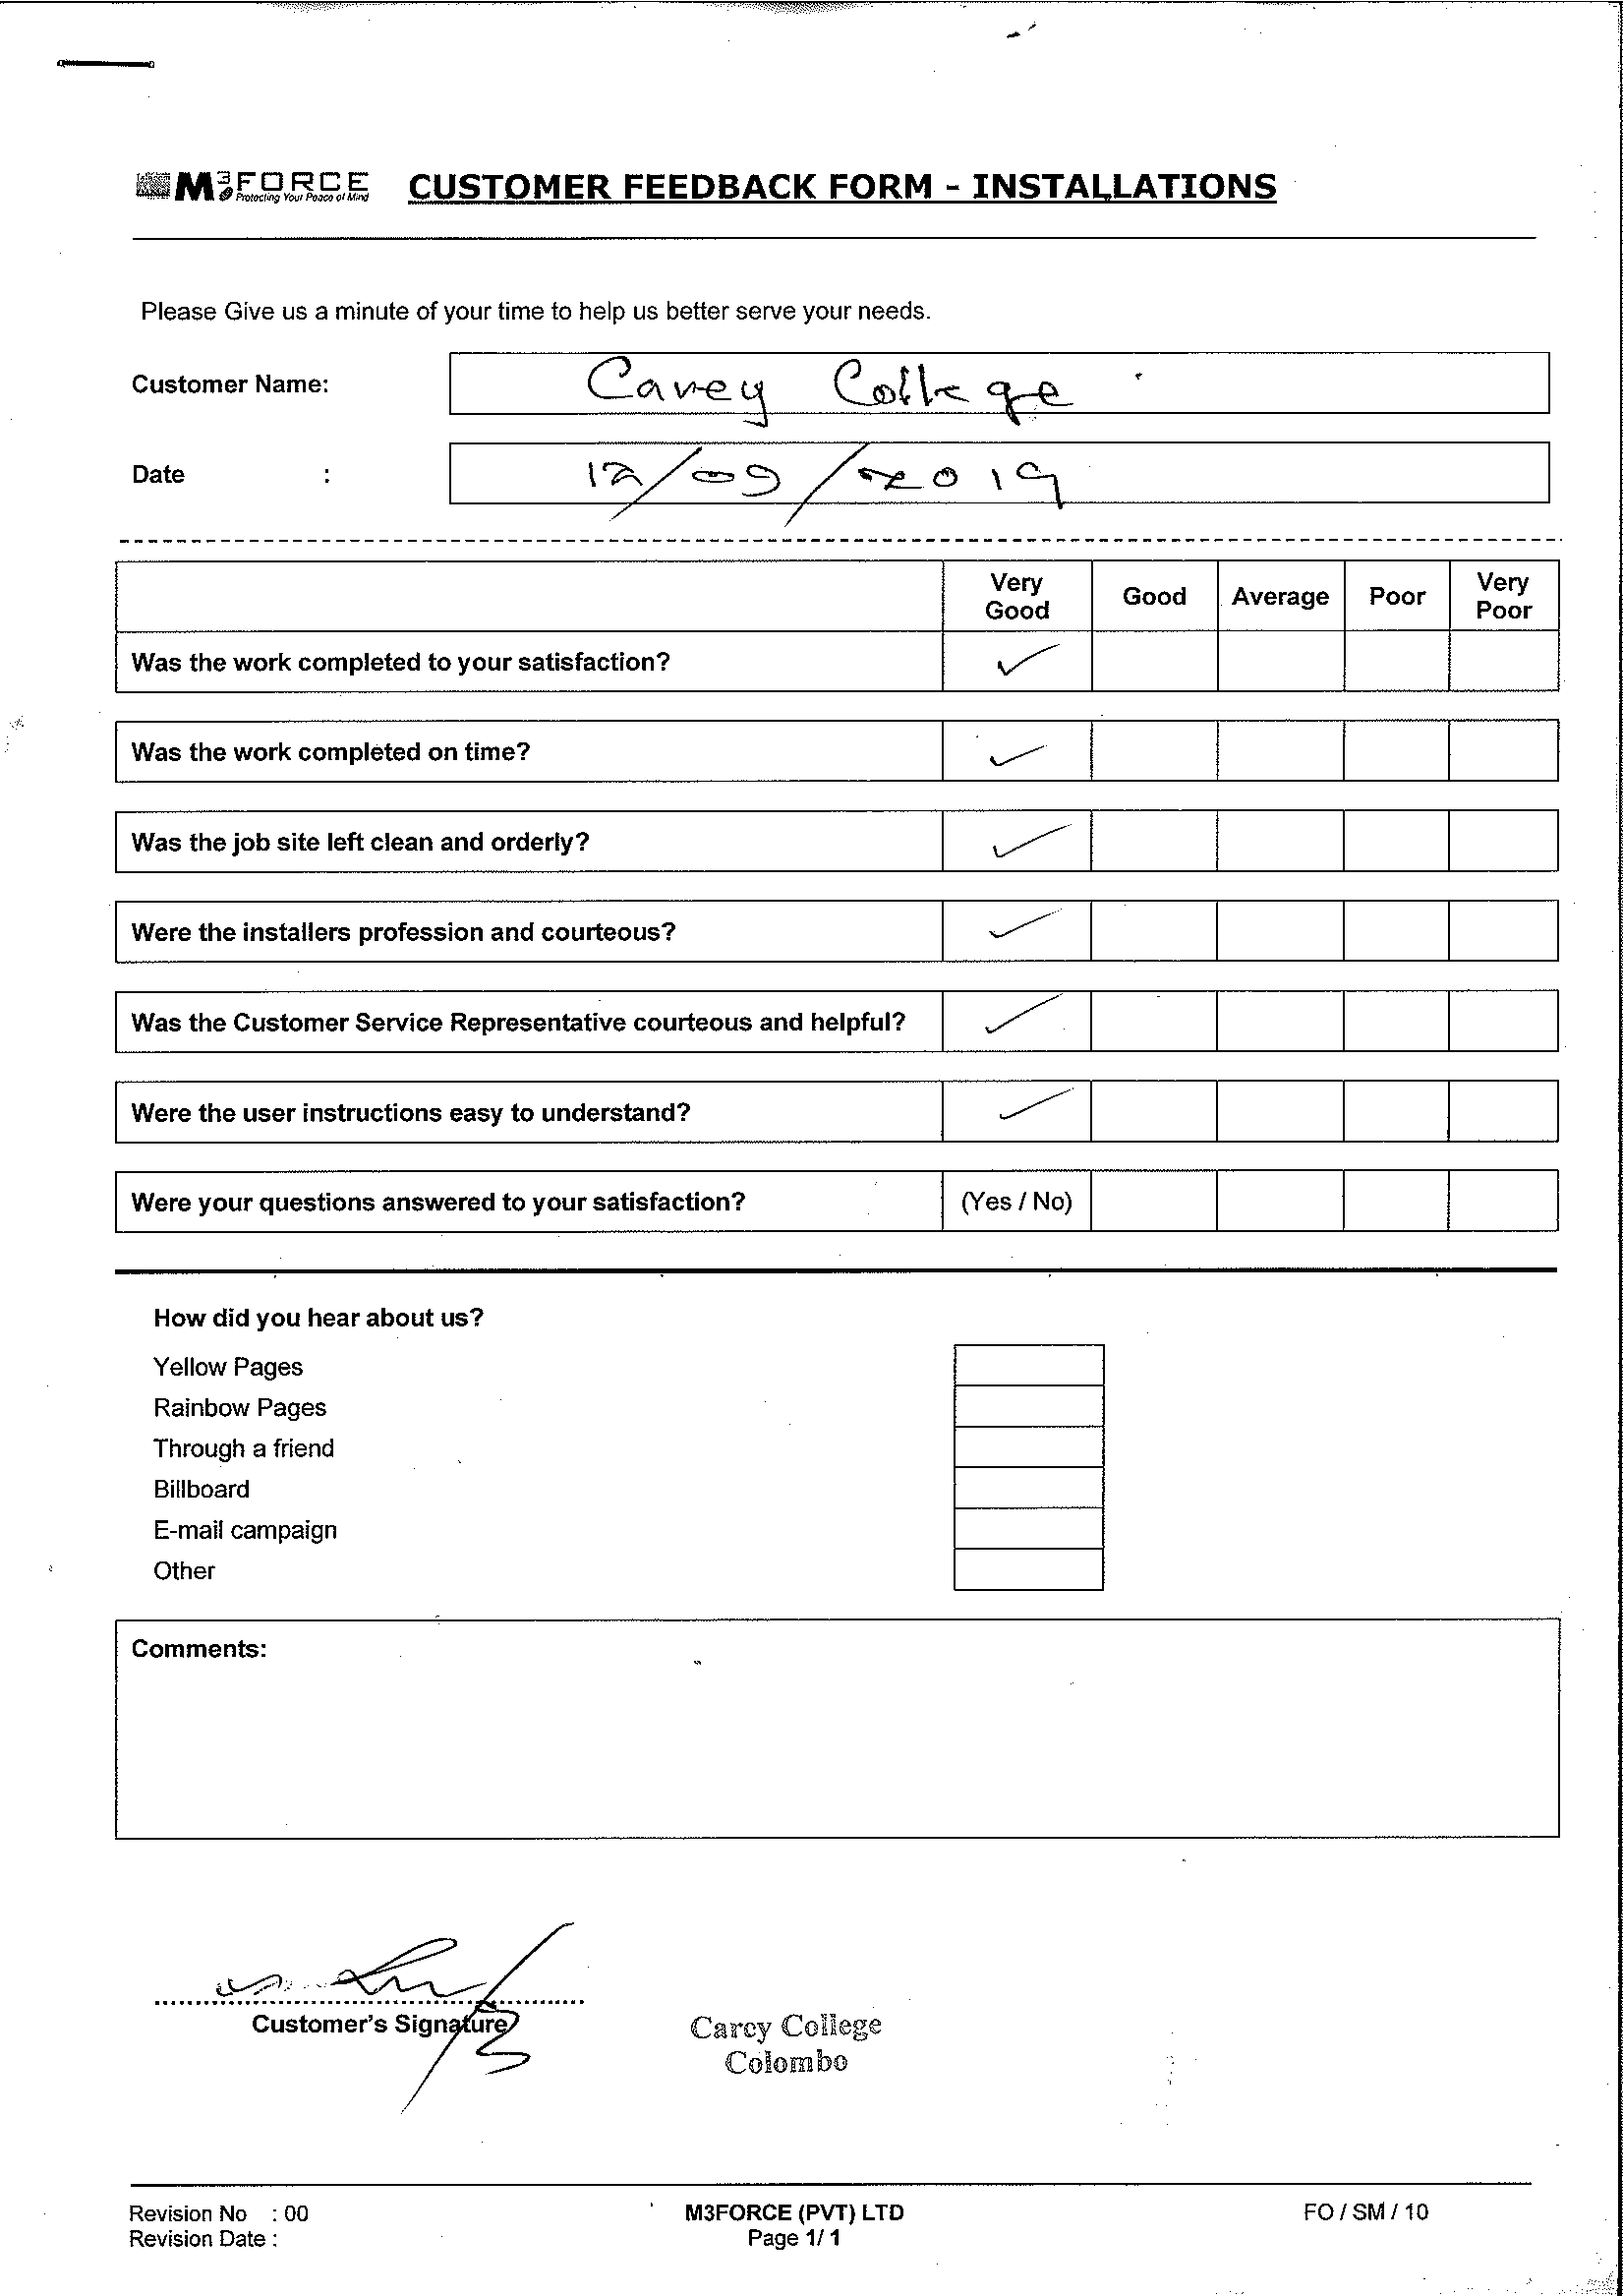 M3FORCE
Protecting Your Peace of Mind
CUSTOMER FEEDBACK FORM - INSTALLATIONS
Please Give us a minute of your time to help us better serve your needs.
Customer Name: Carey College
Date : 12/09/2019
Very Good Good Average Poor Very Poor
Was the work completed to your satisfaction? ✓
Was the work completed on time? ✓
Was the job site left clean and orderly? ✓
Were the installers profession and courteous? ✓
Was the Customer Service Representative courteous and helpful? ✓
Were the user instructions easy to understand? ✓
Were your questions answered to your satisfaction? (Yes / No)
How did you hear about us?
Yellow Pages
Rainbow Pages
Through a friend
Billboard
E-mail campaign
Other
Comments:
Customer's Signature
Carey College
Colombo
Revision No : 00 M3FORCE (PVT) LTD FO / SM / 10
Revision Date : Page 1/ 1